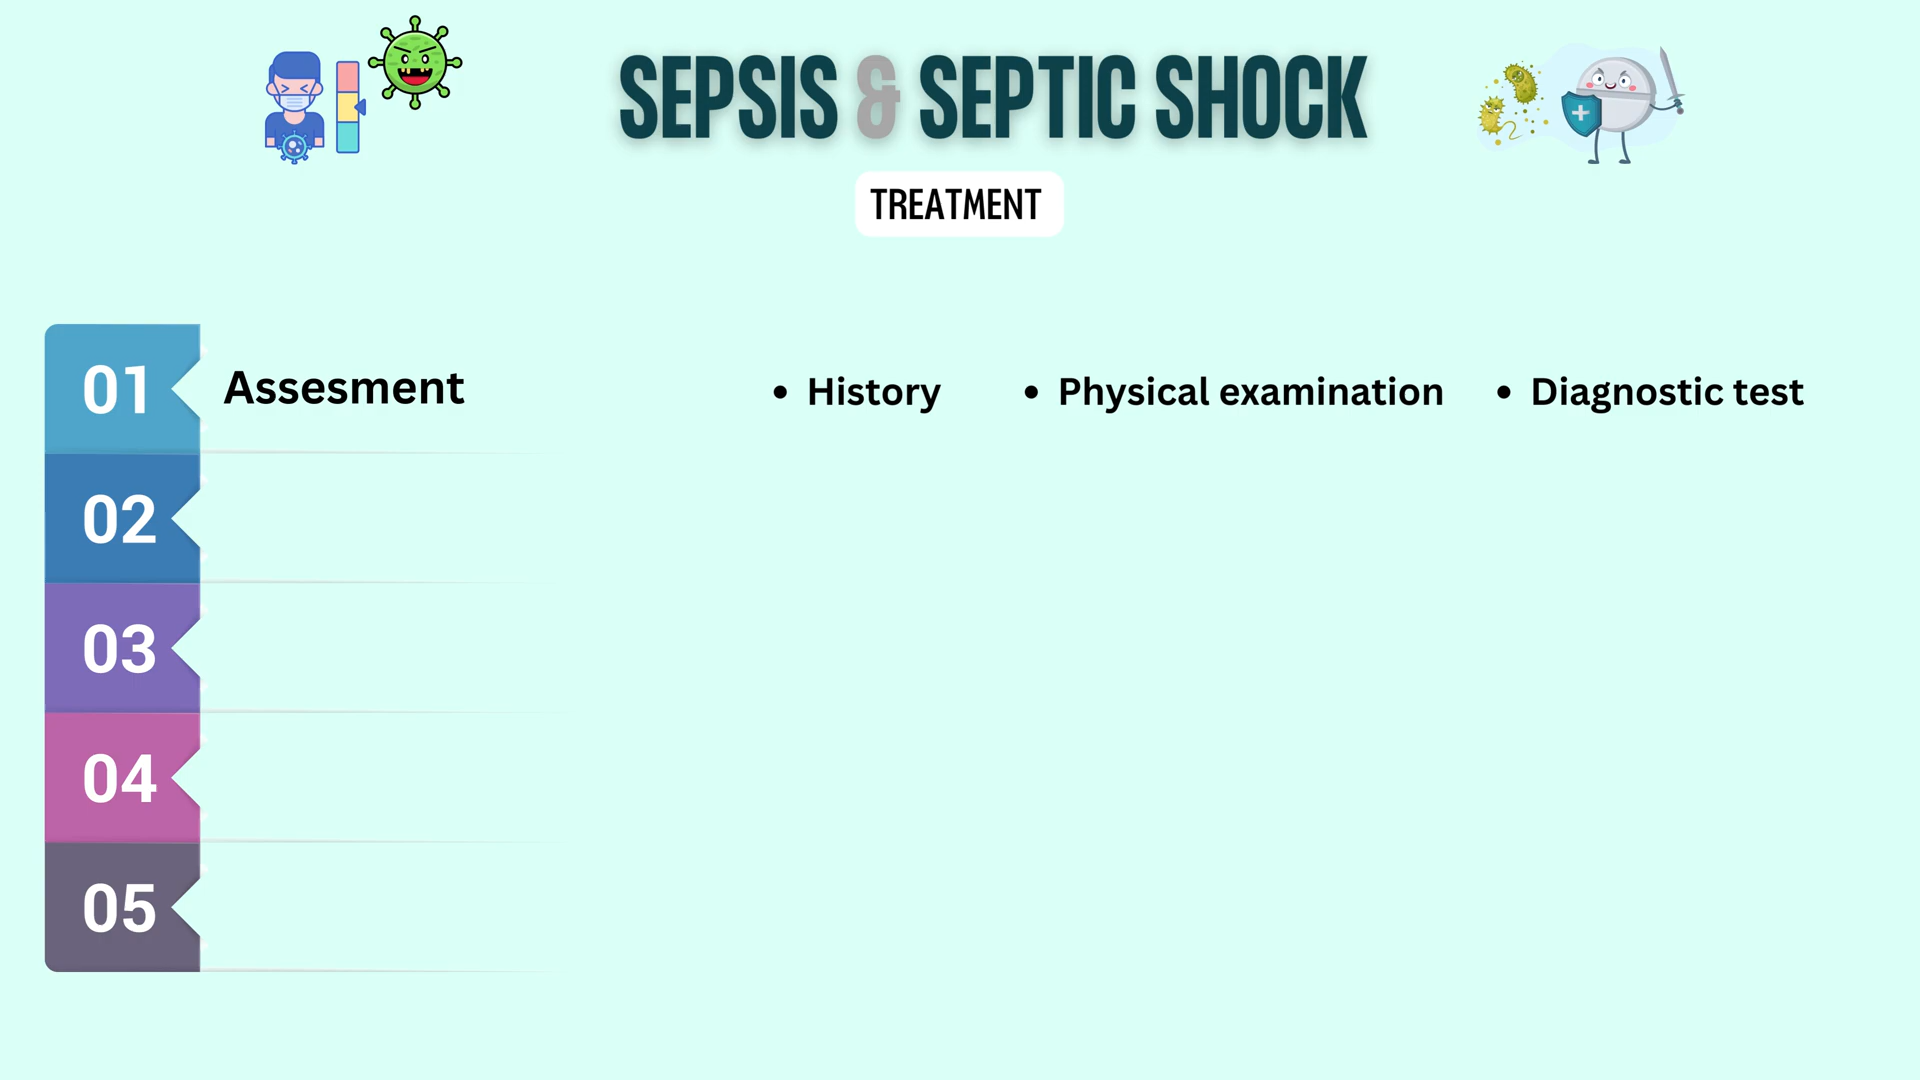 SEPSIS & SEPTIC SHOCK
TREATMENT
01 Assesment • History • Physical examination • Diagnostic test
02
03
04
05